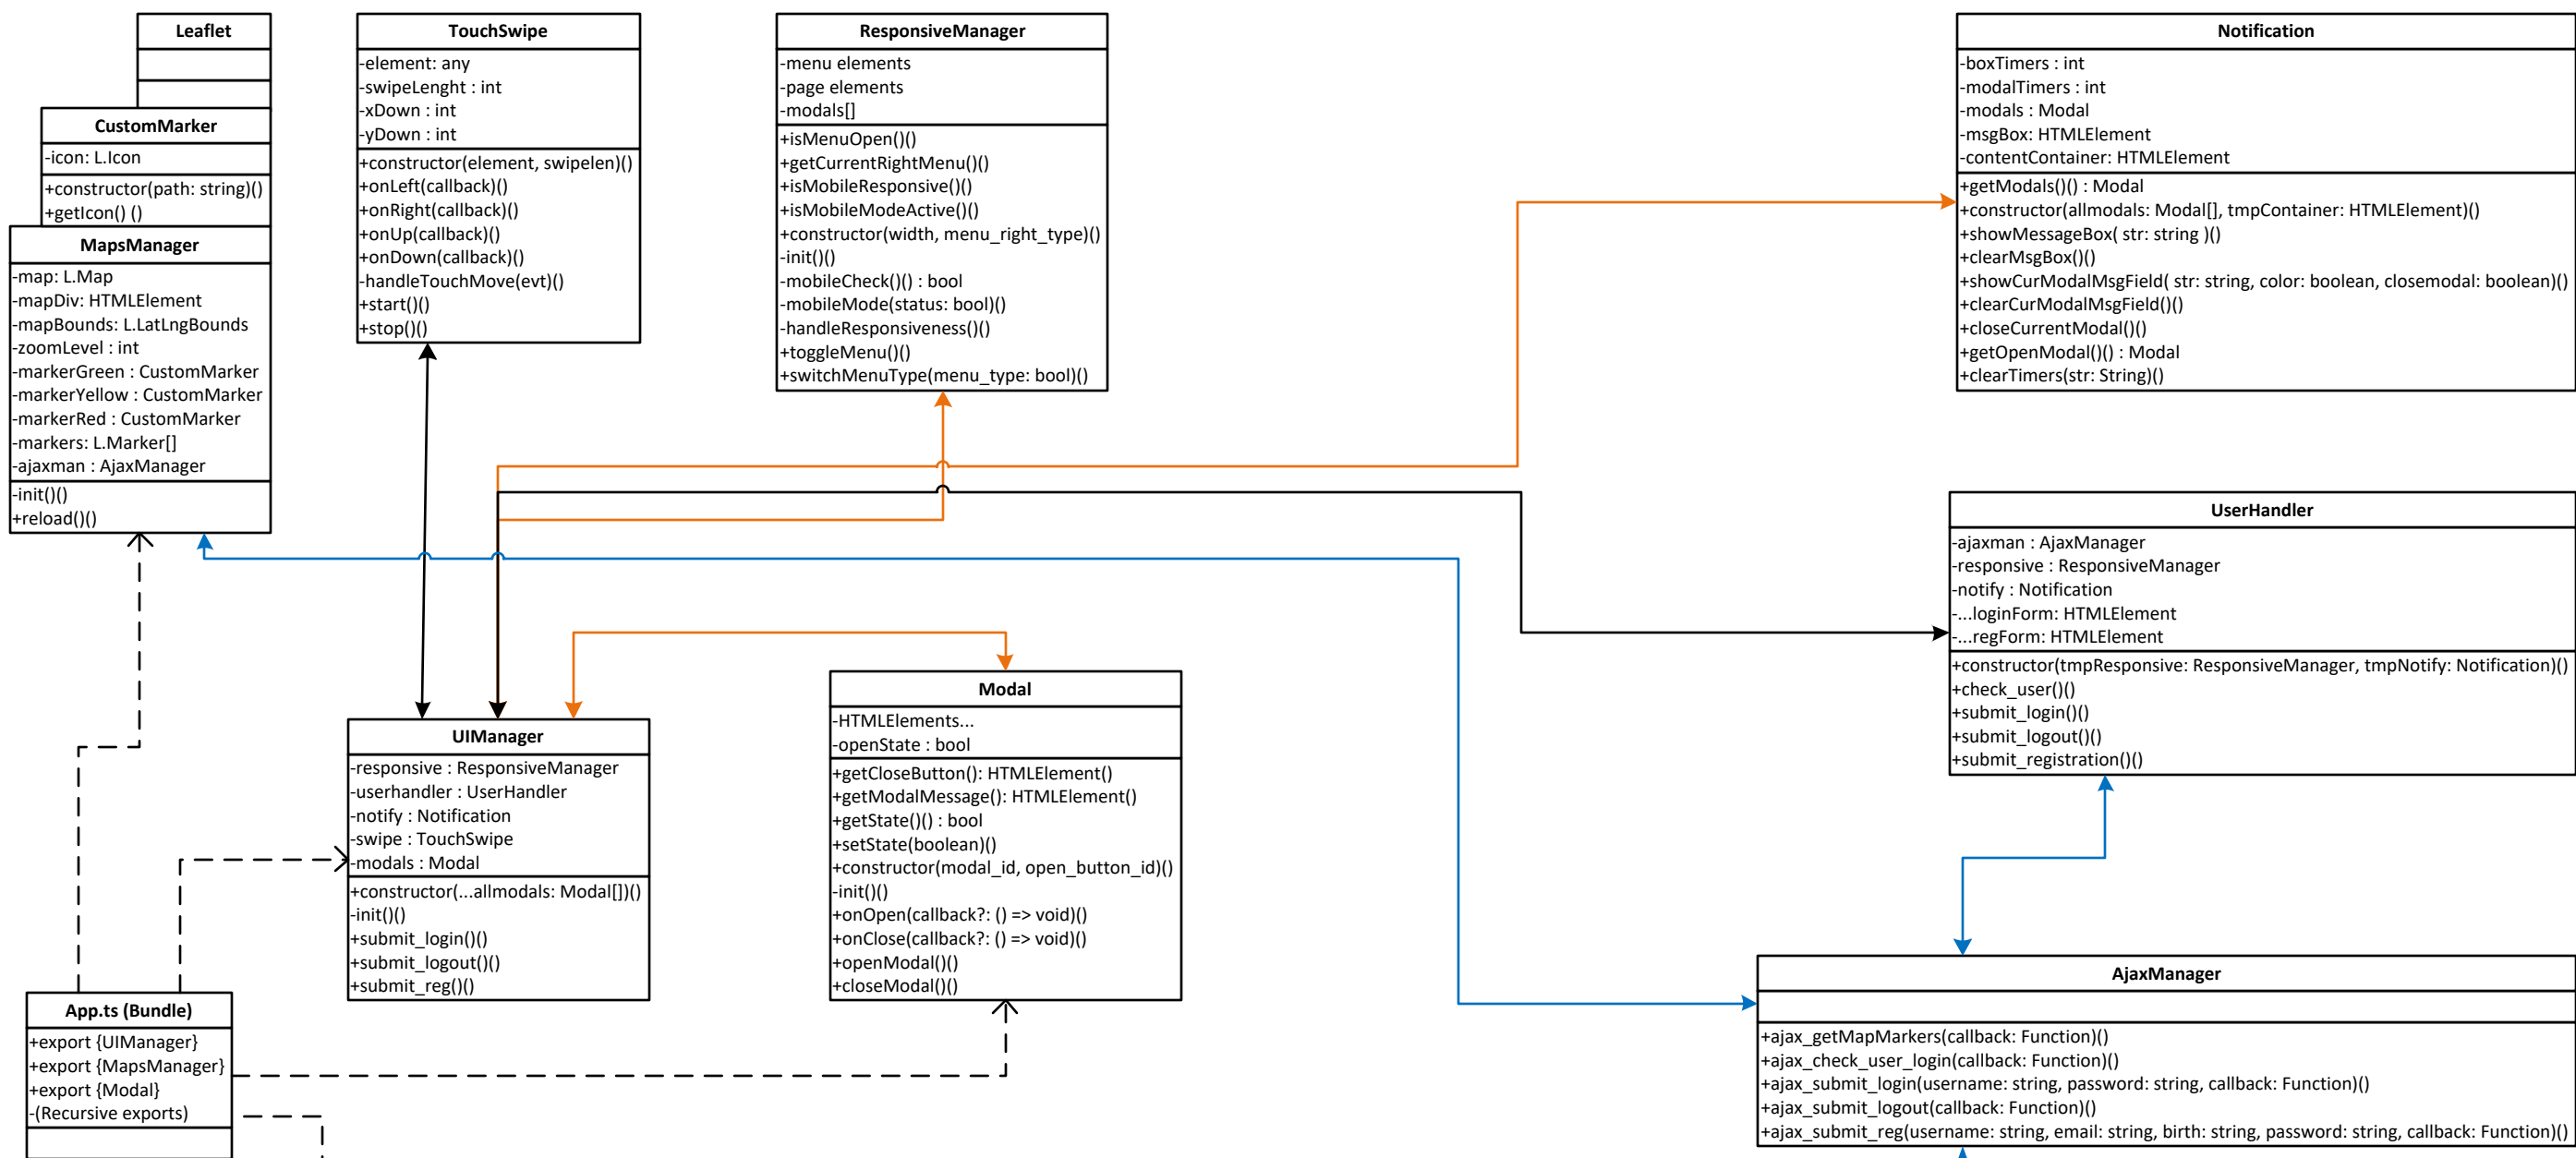 Leaflet
CustomMarker
-icon: L.Icon
+constructor(path: string)()
+getIcon() ()
MapsManager
-map: L.Map
-mapDiv: HTMLElement
-mapBounds: L.LatLngBounds
-zoomLevel : int
-markerGreen : CustomMarker
-markerYellow : CustomMarker
-markerRed : CustomMarker
-markers: L.Marker[]
-ajaxman : AjaxManager
-init()()
+reload()()
TouchSwipe
-element: any
-swipeLenght : int
-xDown : int
-yDown : int
+constructor(element, swipelen)()
+onLeft(callback)()
+onRight(callback)()
+onUp(callback)()
+onDown(callback)()
-handleTouchMove(evt)()
+start()()
+stop()()
ResponsiveManager
-menu elements
-page elements
-modals[]
+isMenuOpen()()
+getCurrentRightMenu()()
+isMobileResponsive()()
+isMobileModeActive()()
+constructor(width, menu_right_type)()
-init()()
-mobileCheck()() : bool
-mobileMode(status: bool)()
-handleResponsiveness()()
+toggleMenu()()
+switchMenuType(menu_type: bool)()
Notification
-boxTimers : int
-modalTimers : int
-modals : Modal
-msgBox: HTMLElement
-contentContainer: HTMLElement
+getModals()() : Modal
+constructor(allmodals: Modal[], tmpContainer: HTMLElement)()
+showMessageBox( str: string )()
+clearMsgBox()()
+showCurModalMsgField( str: string, color: boolean, closemodal: boolean)()
+clearCurModalMsgField()()
+closeCurrentModal()()
+getOpenModal()() : Modal
+clearTimers(str: String)()
UserHandler
-ajaxman : AjaxManager
-responsive : ResponsiveManager
-notify : Notification
-...loginForm: HTMLElement
-...regForm: HTMLElement
+constructor(tmpResponsive: ResponsiveManager, tmpNotify: Notification)()
+check_user()()
+submit_login()()
+submit_logout()()
+submit_registration()()
UIManager
-responsive : ResponsiveManager
-userhandler : UserHandler
-notify : Notification
-swipe : TouchSwipe
-modals : Modal
+constructor(...allmodals: Modal[])()
-init()()
+submit_login()()
+submit_logout()()
+submit_reg()()
Modal
-HTMLElements...
-openState : bool
+getCloseButton(): HTMLElement()
+getModalMessage(): HTMLElement()
+getState()() : bool
+setState(boolean)()
+constructor(modal_id, open_button_id)()
-init()()
+onOpen(callback?: () => void)()
+onClose(callback?: () => void)()
+openModal()()
+closeModal()()
App.ts (Bundle)
+export {UIManager}
+export {MapsManager}
+export {Modal}
-(Recursive exports)
AjaxManager
+ajax_getMapMarkers(callback: Function)()
+ajax_check_user_login(callback: Function)()
+ajax_submit_login(username: string, password: string, callback: Function)()
+ajax_submit_logout(callback: Function)()
+ajax_submit_reg(username: string, email: string, birth: string, password: string, callback: Function)()